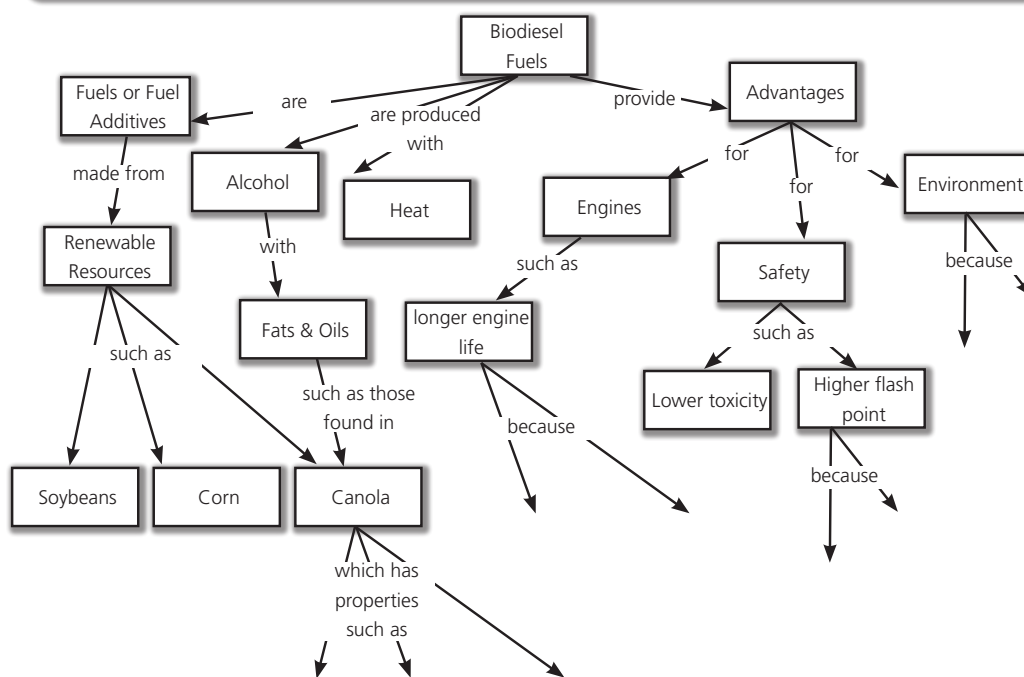 Biodiesel
Fuels
Fuels or Fuel
Additives
are
are produced
with
provide
Advantages
made from
Alcohol
Heat
for
for
for
Engines
Environment
Renewable
Resources
with
such as
Safety
because
such as
Fats & Oils
longer engine
life
such as
Lower toxicity
Higher flash
point
such as those
found in
because
because
Soybeans
Corn
Canola
which has
properties
such as